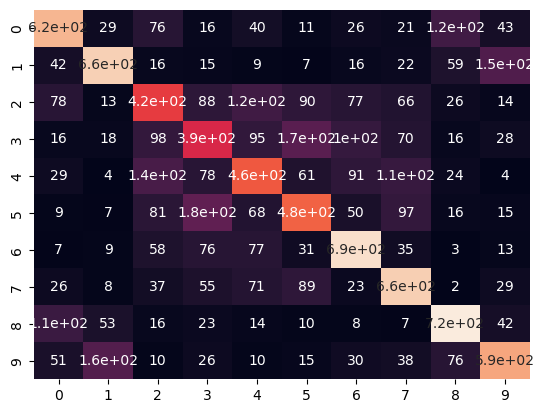 0 6.2e+02 29 76 16 40 11 26 21 1.2e+02 43
1 42 6.6e+02 16 15 9 7 16 22 59 1.5e+02
2 78 13 4.2e+02 88 1.2e+02 90 77 66 26 14
3 16 18 98 3.9e+02 95 1.7e+02 1e+02 70 16 28
4 29 4 1.4e+02 78 4.6e+02 61 91 1.1e+02 24 4
5 9 7 81 1.8e+02 68 4.8e+02 50 97 16 15
6 7 9 58 76 77 31 6.9e+02 35 3 13
7 26 8 37 55 71 89 23 6.6e+02 2 29
8 1.1e+02 53 16 23 14 10 8 7 7.2e+02 42
9 51 1.6e+02 10 26 10 15 30 38 76 5.9e+02
0 1 2 3 4 5 6 7 8 9